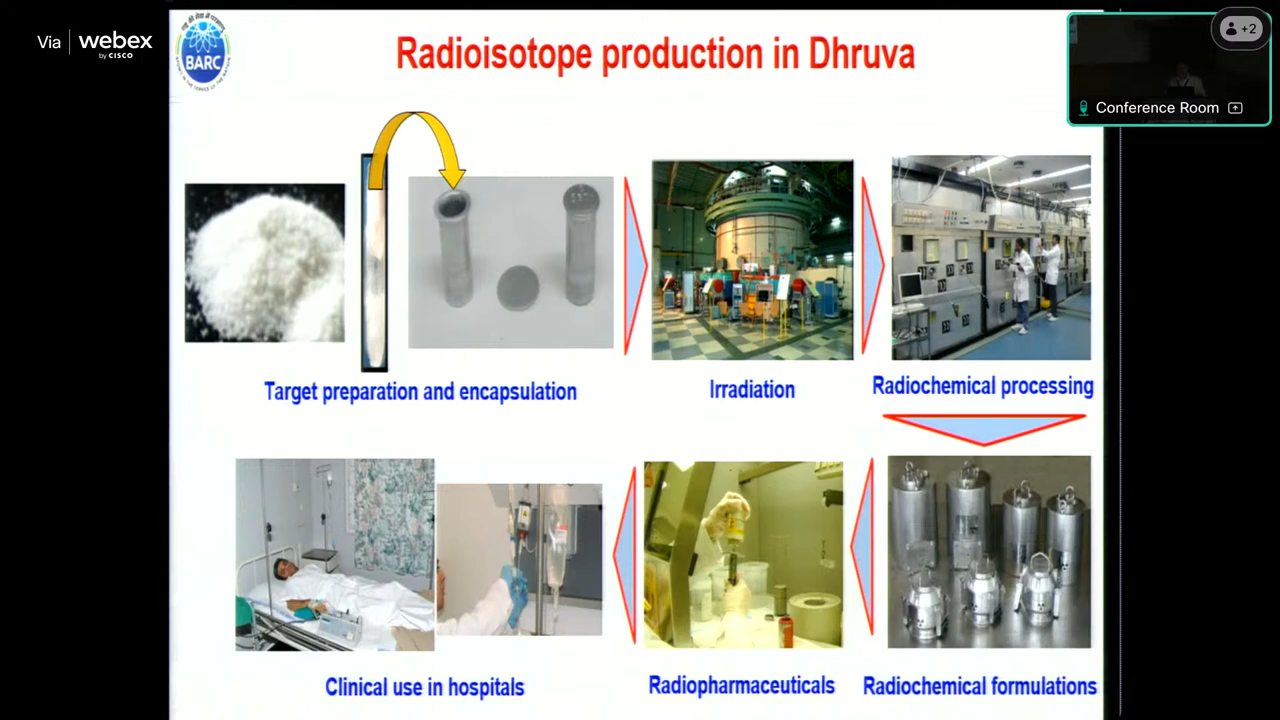 Via webex
by CISCO
BARC
Radioisotope production in Dhruva
+2
Conference Room
Target preparation and encapsulation
Irradiation
Radiochemical processing
Clinical use in hospitals
Radiopharmaceuticals
Radiochemical formulations